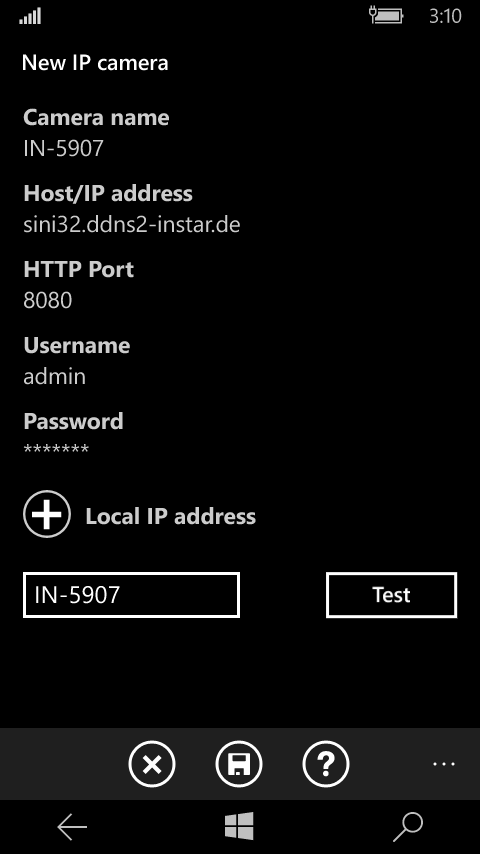 3:10
New IP camera
Camera name
IN-5907
Host/IP address
sini32.ddns2-instar.de
HTTP Port
8080
Username
admin
Password
*******
Local IP address
IN-5907
Test
?
...